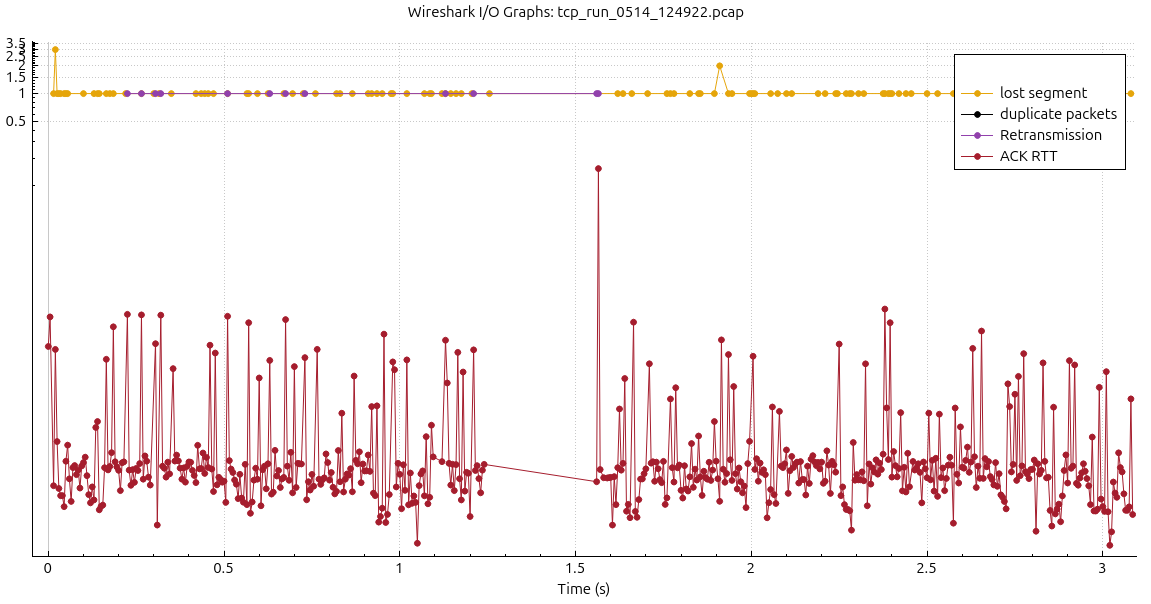 Wireshark I/O Graphs: tcp_run_0514_124922.pcap
3.5
3
2.5
2
1.5
1
0.5
lost segment
duplicate packets
Retransmission
ACK RTT
0 0.5 1 1.5 2 2.5 3
Time (s)